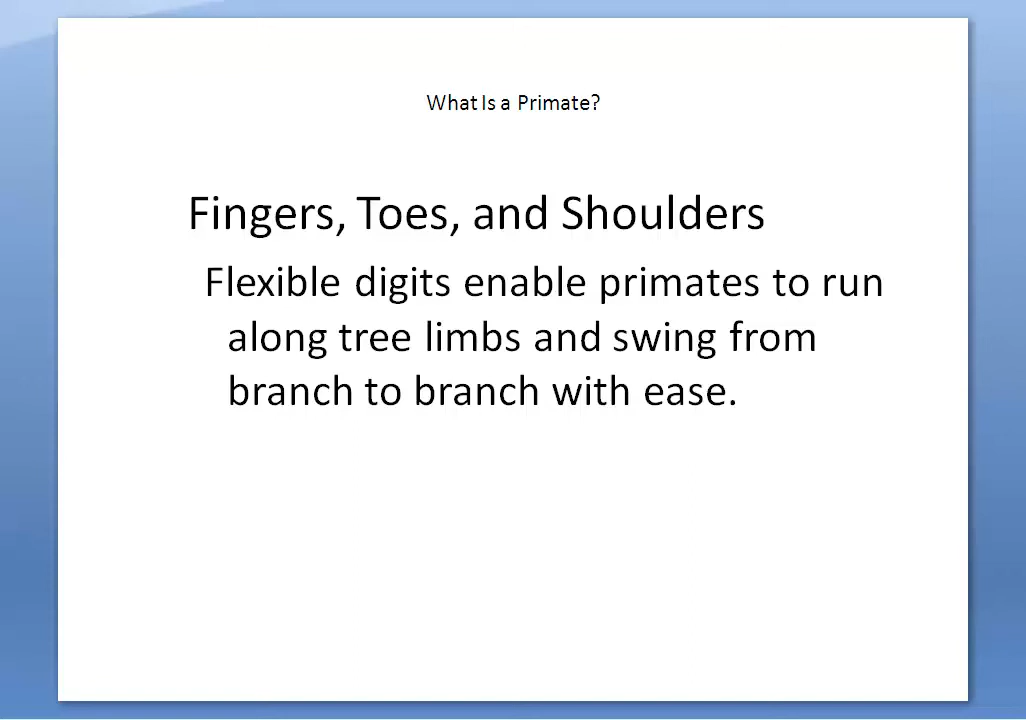 What Is a Primate?
Fingers, Toes, and Shoulders
Flexible digits enable primates to run
along tree limbs and swing from
branch to branch with ease.